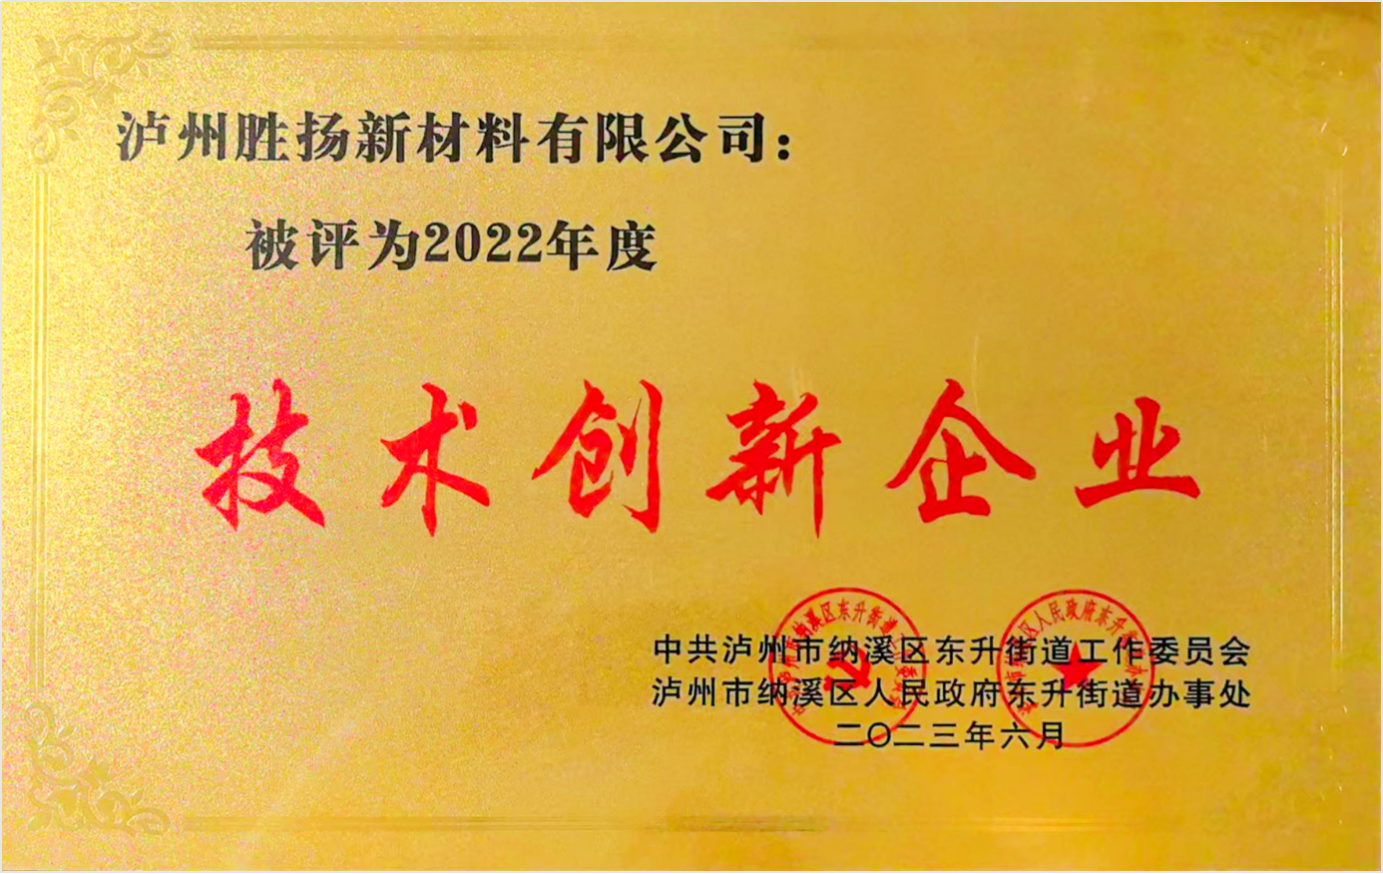 泸州胜扬新材料有限公司：
被评为2022年度
技术创新企业
中共泸州市纳溪区东升街道工作委员会
泸州市纳溪区人民政府东升街道办事处
二〇二三年六月